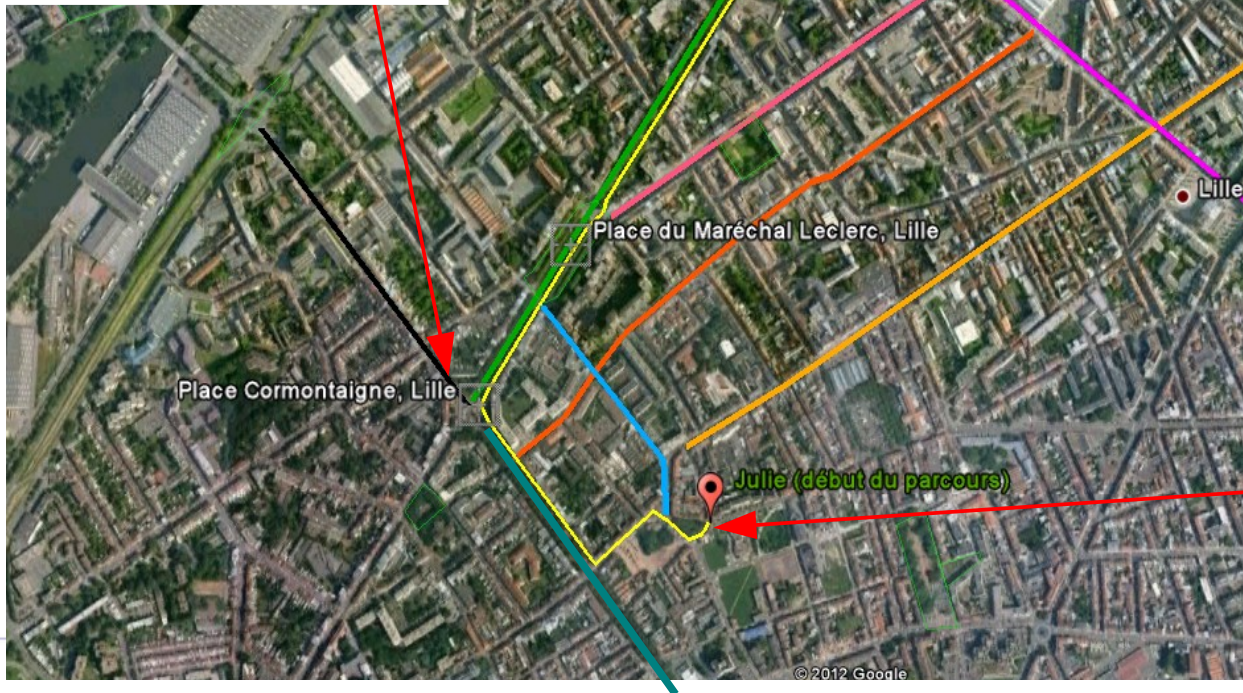 Lille
Place du Maréchal Leclerc, Lille
Place Cormontaigne, Lille
Julie (début du parcours)
© 2012 Google